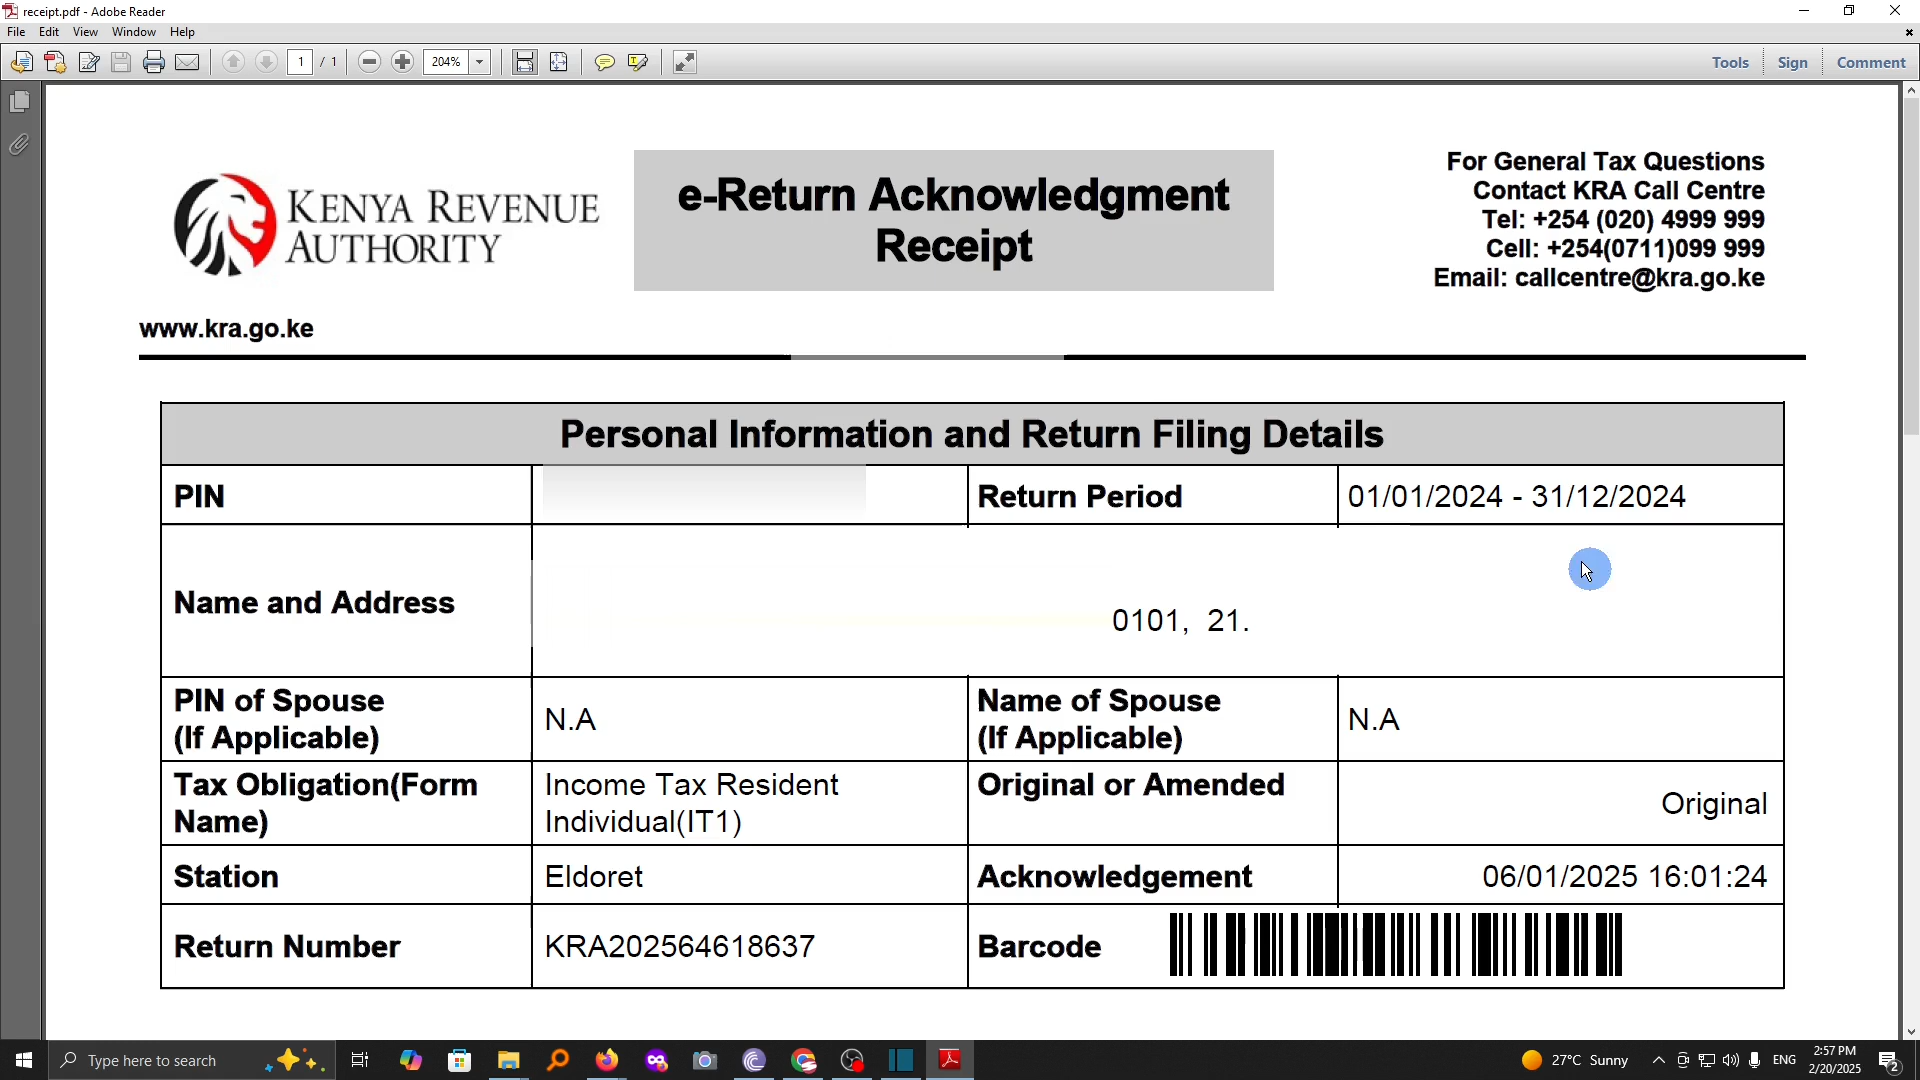 receipt.pdf - Adobe Reader
File Edit View Window Help
1 / 1 204% Tools Sign Comment
KENYA REVENUE
AUTHORITY
e-Return Acknowledgment
Receipt
For General Tax Questions
Contact KRA Call Centre
Tel: +254 (020) 4999 999
Cell: +254(0711)099 999
Email: callcentre@kra.go.ke
www.kra.go.ke
Personal Information and Return Filing Details
PIN Return Period 01/01/2024 - 31/12/2024
Name and Address
0101, 21.
PIN of Spouse
(If Applicable)
N.A
Name of Spouse
(If Applicable)
N.A
Tax Obligation(Form
Name)
Income Tax Resident
Individual(IT1)
Original or Amended
Original
Station Eldoret Acknowledgement 06/01/2025 16:01:24
Return Number KRA202564618637 Barcode
Type here to search
27°C Sunny
ENG
2:57 PM
2/20/2025
2